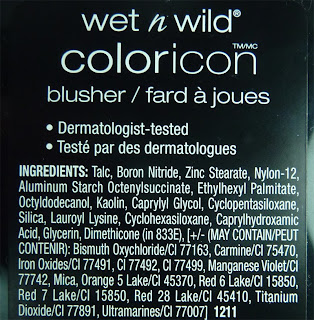 wet n wild®
coloricon™/MC
blusher / fard à joues
• Dermatologist-tested
• Testé par des dermatologues
INGREDIENTS: Talc, Boron Nitride, Zinc Stearate, Nylon-12,
Aluminum Starch Octenylsuccinate, Ethylhexyl Palmitate,
Octyldodecanol, Kaolin, Caprylyl Glycol, Cyclopentasiloxane,
Silica, Lauroyl Lysine, Cyclohexasiloxane, Caprylhydroxamic
Acid, Glycerin, Dimethicone (in 833E), [+/- (MAY CONTAIN/PEUT
CONTENIR): Bismuth Oxychloride/CI 77163, Carmine/CI 75470,
Iron Oxides/CI 77491, CI 77492, CI 77499, Manganese Violet/CI
77742, Mica, Orange 5 Lake/CI 45370, Red 6 Lake/CI 15850,
Red 7 Lake/CI 15850, Red 28 Lake/CI 45410, Titanium
Dioxide/CI 77891, Ultramarines/CI 77007] 1211